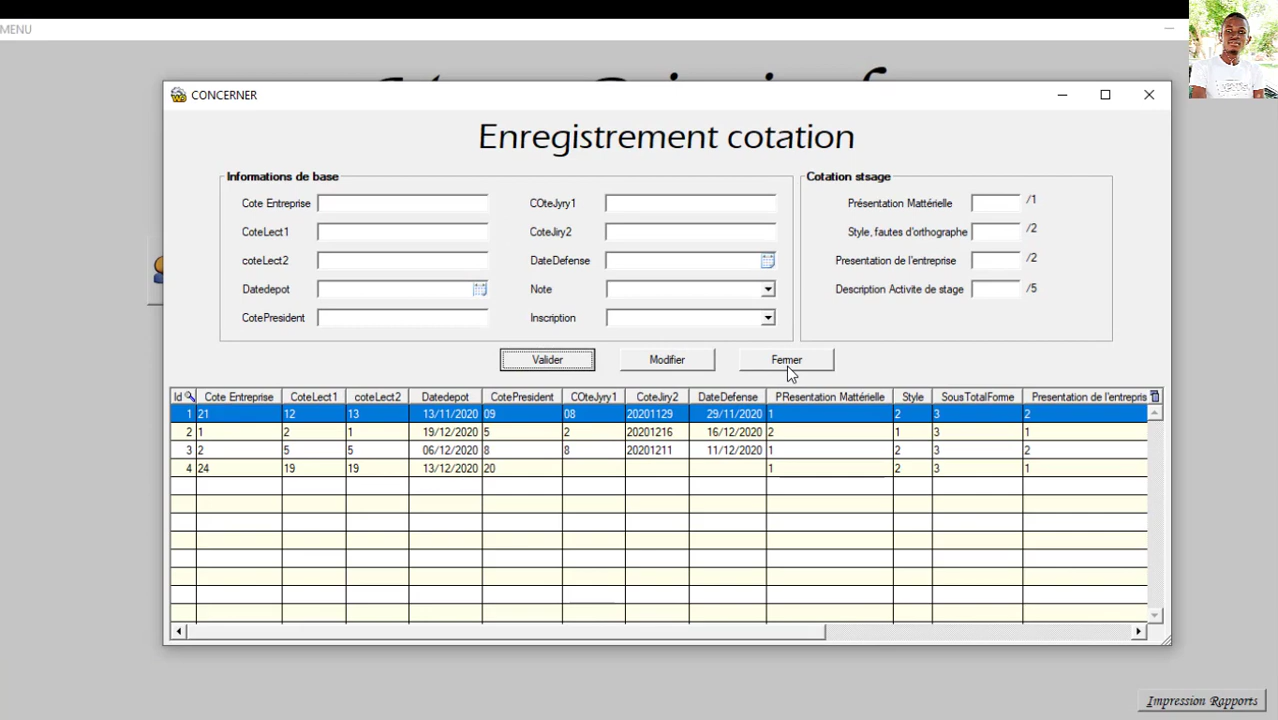 MENU
CONCERNER
Enregistrement cotation
Informations de base
Cotation stsage
Cote Entreprise
COteJyry1
Présentation Mattérielle /1
CoteLect1
CoteJiry2
Style, fautes d'orthographe /2
coteLect2
DateDefense
Presentation de l'entreprise /2
Datedepot
Note
Description Activite de stage /5
CotePresident
Inscription
Valider Modifier Fermer
Id Cote Entreprise CoteLect1 coteLect2 Datedepot CotePresident COteJyry1 CoteJiry2 DateDefense PResentation Mattérielle Style SousTotalForme Presentation de l'entrepris
1 21 12 13 13/11/2020 09 08 20201129 29/11/2020 1 2 3 2
2 1 2 1 19/12/2020 5 2 20201216 16/12/2020 2 1 3 1
3 2 5 5 06/12/2020 8 8 20201211 11/12/2020 1 2 3 2
4 24 19 19 13/12/2020 20 1 2 3 1
Impression Rapports